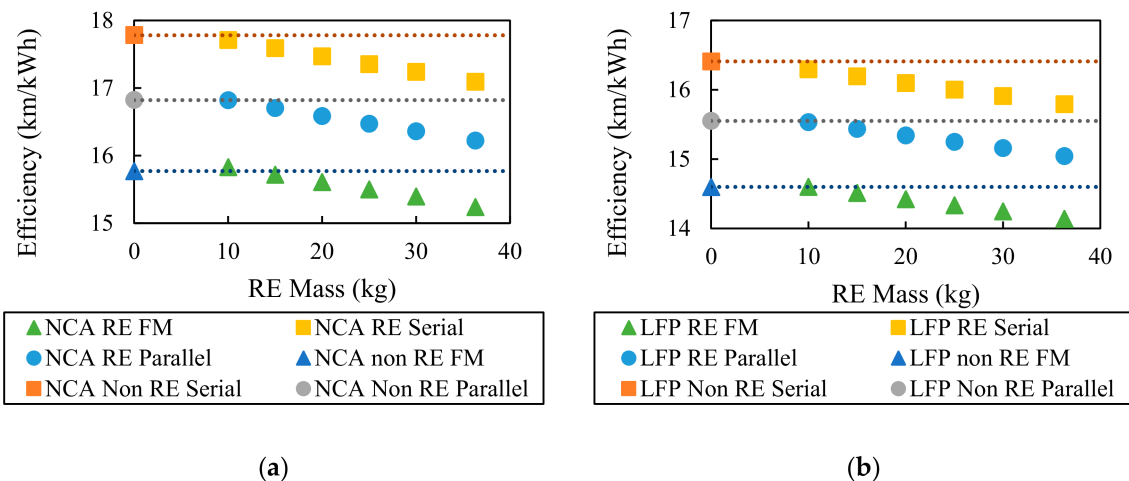 Efficiency (km/kWh)
18
17
16
15
0
10
20
30
40
RE Mass (kg)
NCA RE FM
NCA RE Serial
NCA RE Parallel
NCA non RE FM
NCA Non RE Serial
NCA Non RE Parallel
(a)
Efficiency (km/kWh)
17
16
15
14
0
10
20
30
40
RE Mass (kg)
LFP RE FM
LFP RE Serial
LFP RE Parallel
LFP non RE FM
LFP Non RE Serial
LFP Non RE Parallel
(b)